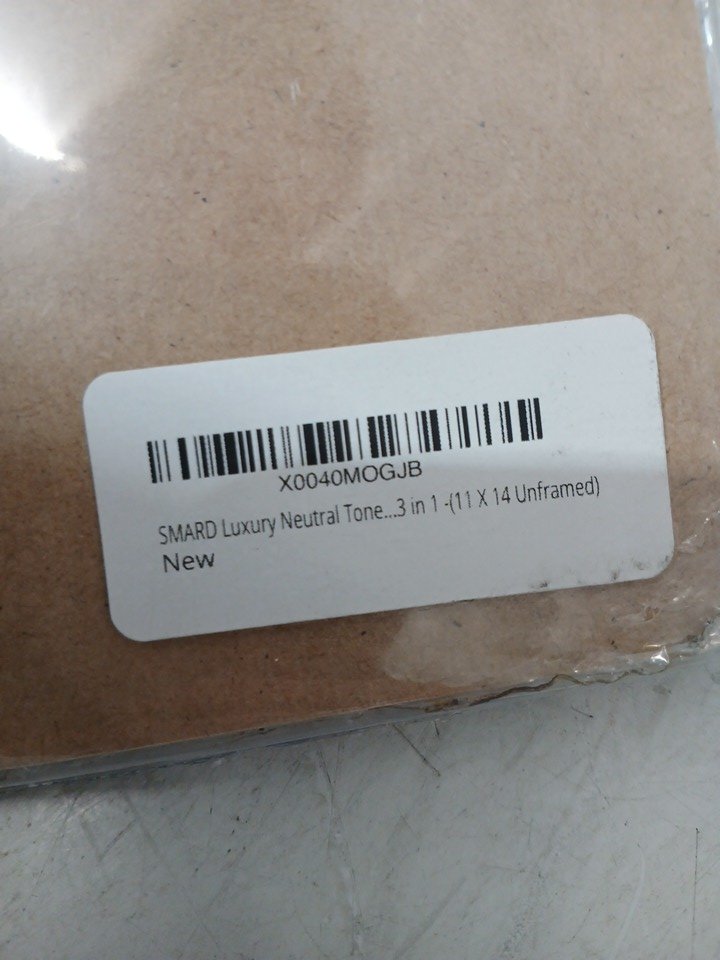 X0040MOGJB
SMARD Luxury Neutral Tone...3 in 1 -(11 X 14 Unframed)
New